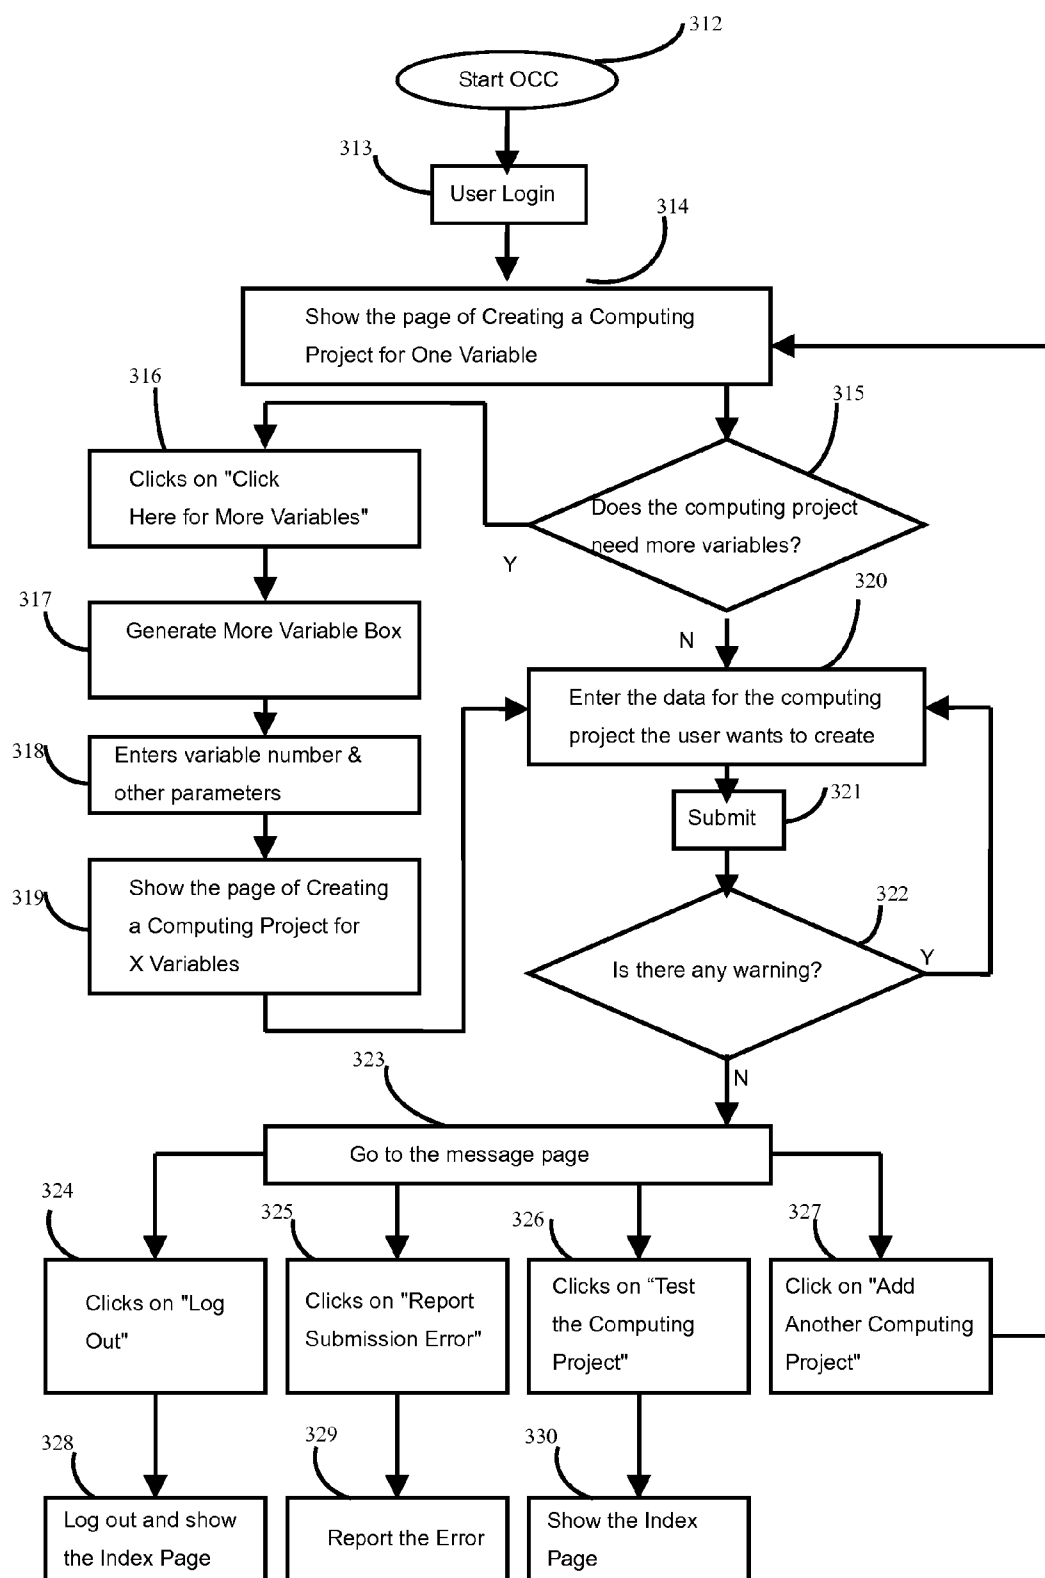 312
Start OCC
313
User Login
314
Show the page of Creating a Computing
Project for One Variable
316
315
Clicks on "Click
Here for More Variables"
Does the computing project
need more variables?
Y
317
320
Generate More Variable Box
N
Enter the data for the computing
project the user wants to create
318
Enters variable number &
other parameters
321
Submit
319
Show the page of Creating
a Computing Project for
X Variables
322
Is there any warning?
Y
N
323
Go to the message page
324
325
326
327
Clicks on "Log
Out"
Clicks on "Report
Submission Error"
Clicks on “Test
the Computing
Project"
Click on "Add
Another Computing
Project"
328
329
330
Log out and show
the Index Page
Report the Error
Show the Index
Page